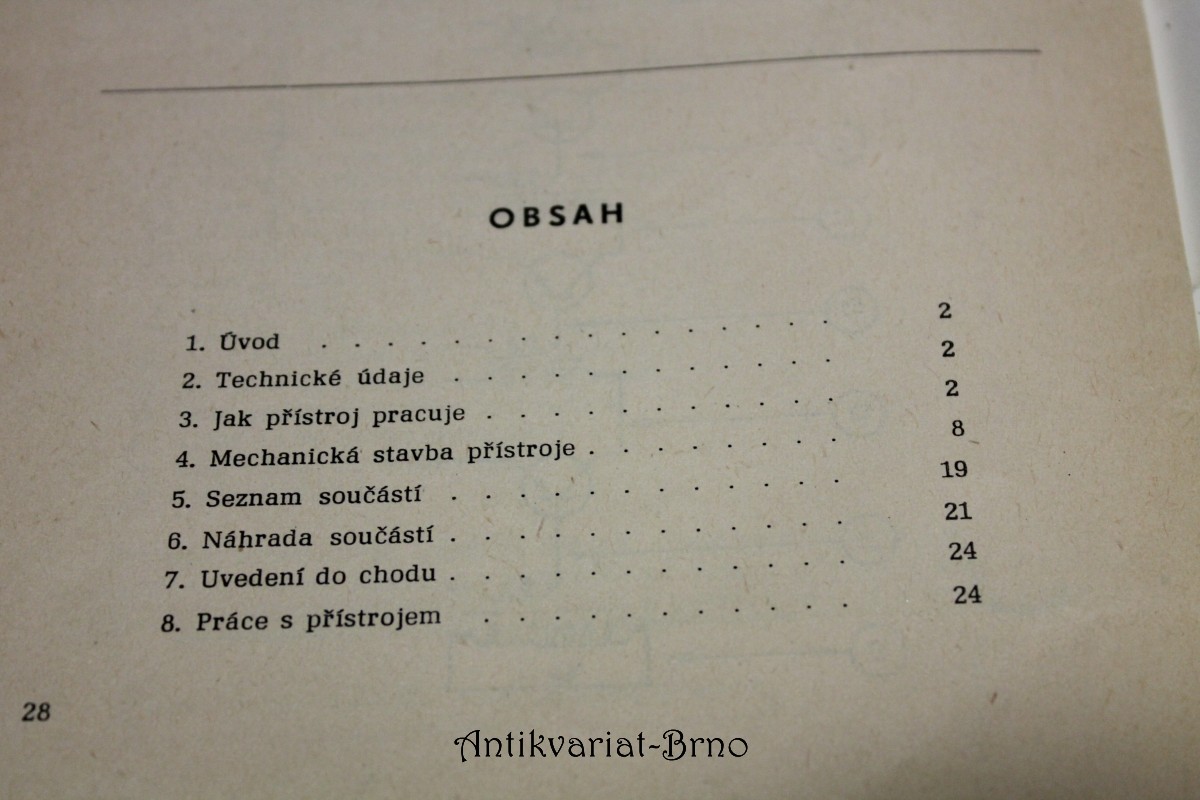 OBSAH
1. Úvod . . . . . . . . . . . . . . . . 2
2. Technické údaje . . . . . . . . . . . . 2
3. Jak přístroj pracuje . . . . . . . . . . . 2
4. Mechanická stavba přístroje . . . . . . . . 8
5. Seznam součástí . . . . . . . . . . . . 19
6. Náhrada součástí . . . . . . . . . . . . 21
7. Uvedení do chodu . . . . . . . . . . . . 24
8. Práce s přístrojem . . . . . . . . . . . 24
28
Antikvariat-Brno